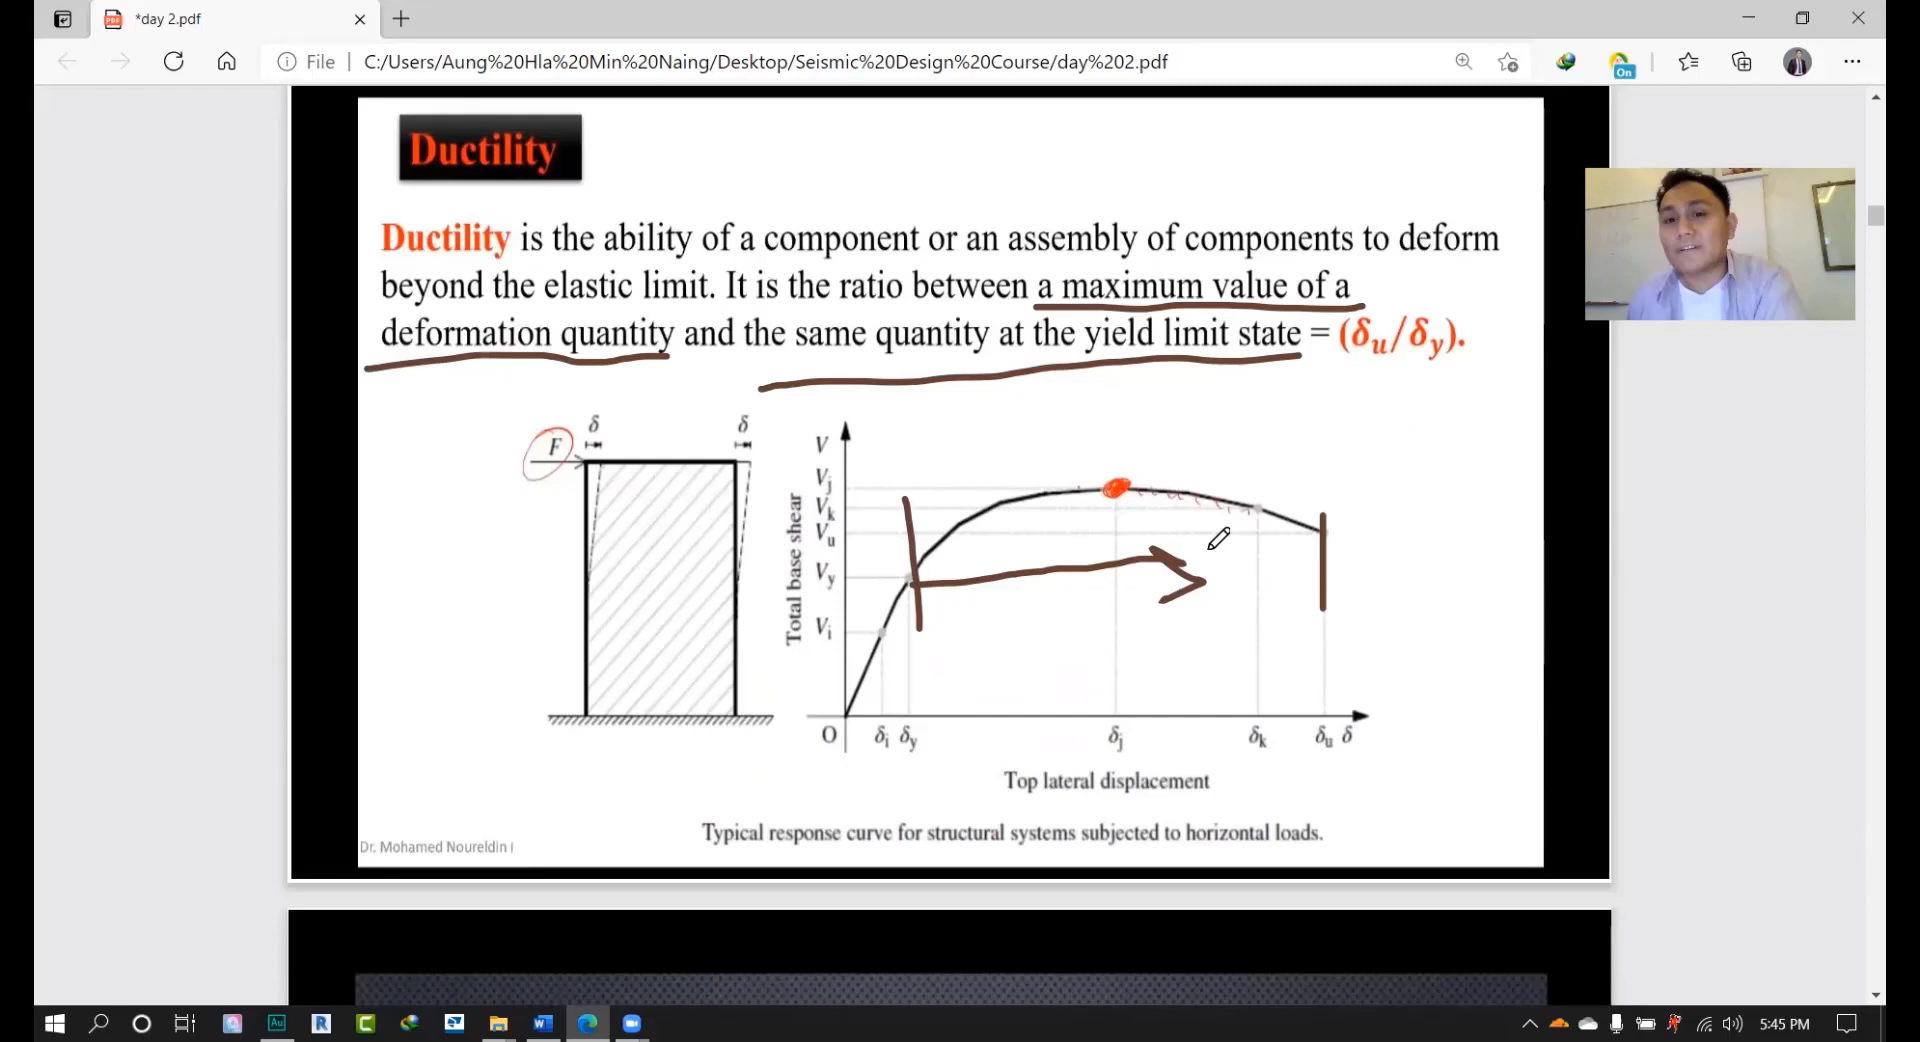 *day 2.pdf
File
C:/Users/Aung%20Hla%20Min%20Naing/Desktop/Seismic%20Design%20Course/day%202.pdf
On
Ductility
Ductility is the ability of a component or an assembly of components to deform
beyond the elastic limit. It is the ratio between a maximum value of a
deformation quantity and the same quantity at the yield limit state = (δu/δy).
F
δ
δ
V
Vj
Vk
Vu
Vy
Vi
Total base shear
O
δi δy δj δk δu δ
Top lateral displacement
Typical response curve for structural systems subjected to horizontal loads.
Dr. Mohamed Noureldin
5:45 PM